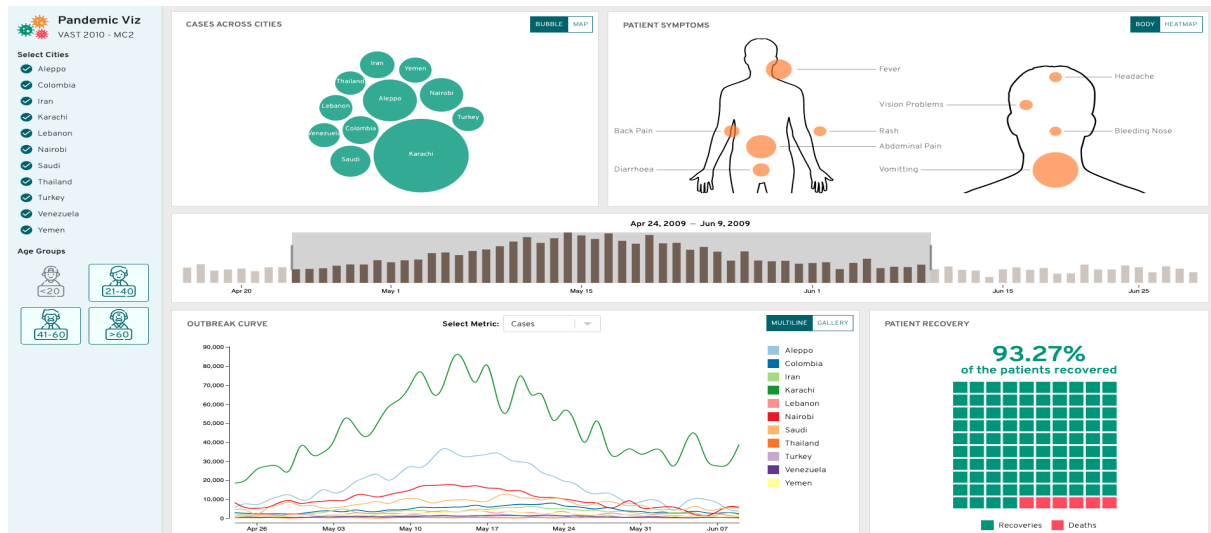 Pandemic Viz
VAST 2010 - MC2
Select Cities
Aleppo
Colombia
Iran
Karachi
Lebanon
Nairobi
Saudi
Thailand
Turkey
Venezuela
Yemen
Age Groups
<20
21-40
41-60
>60
CASES ACROSS CITIES
BUBBLE MAP
Iran
Yemen
Thailand
Aleppo
Nairobi
Lebanon
Turkey
Venezuela
Colombia
Karachi
Saudi
PATIENT SYMPTOMS
BODY HEATMAP
Fever
Headache
Vision Problems
Back Pain
Rash
Bleeding Nose
Abdominal Pain
Diarrhoea
Vomitting
Apr 24, 2009 — Jun 9, 2009
Apr 20 May 1 May 15 Jun 1 Jun 15 Jun 25
OUTBREAK CURVE
Select Metric: Cases
MULTILINE GALLERY
90,000
80,000
70,000
60,000
50,000
40,000
30,000
20,000
10,000
0
Apr 26 May 03 May 10 May 17 May 24 May 31 Jun 07
Aleppo
Colombia
Iran
Karachi
Lebanon
Nairobi
Saudi
Thailand
Turkey
Venezuela
Yemen
PATIENT RECOVERY
93.27%
of the patients recovered
Recoveries Deaths